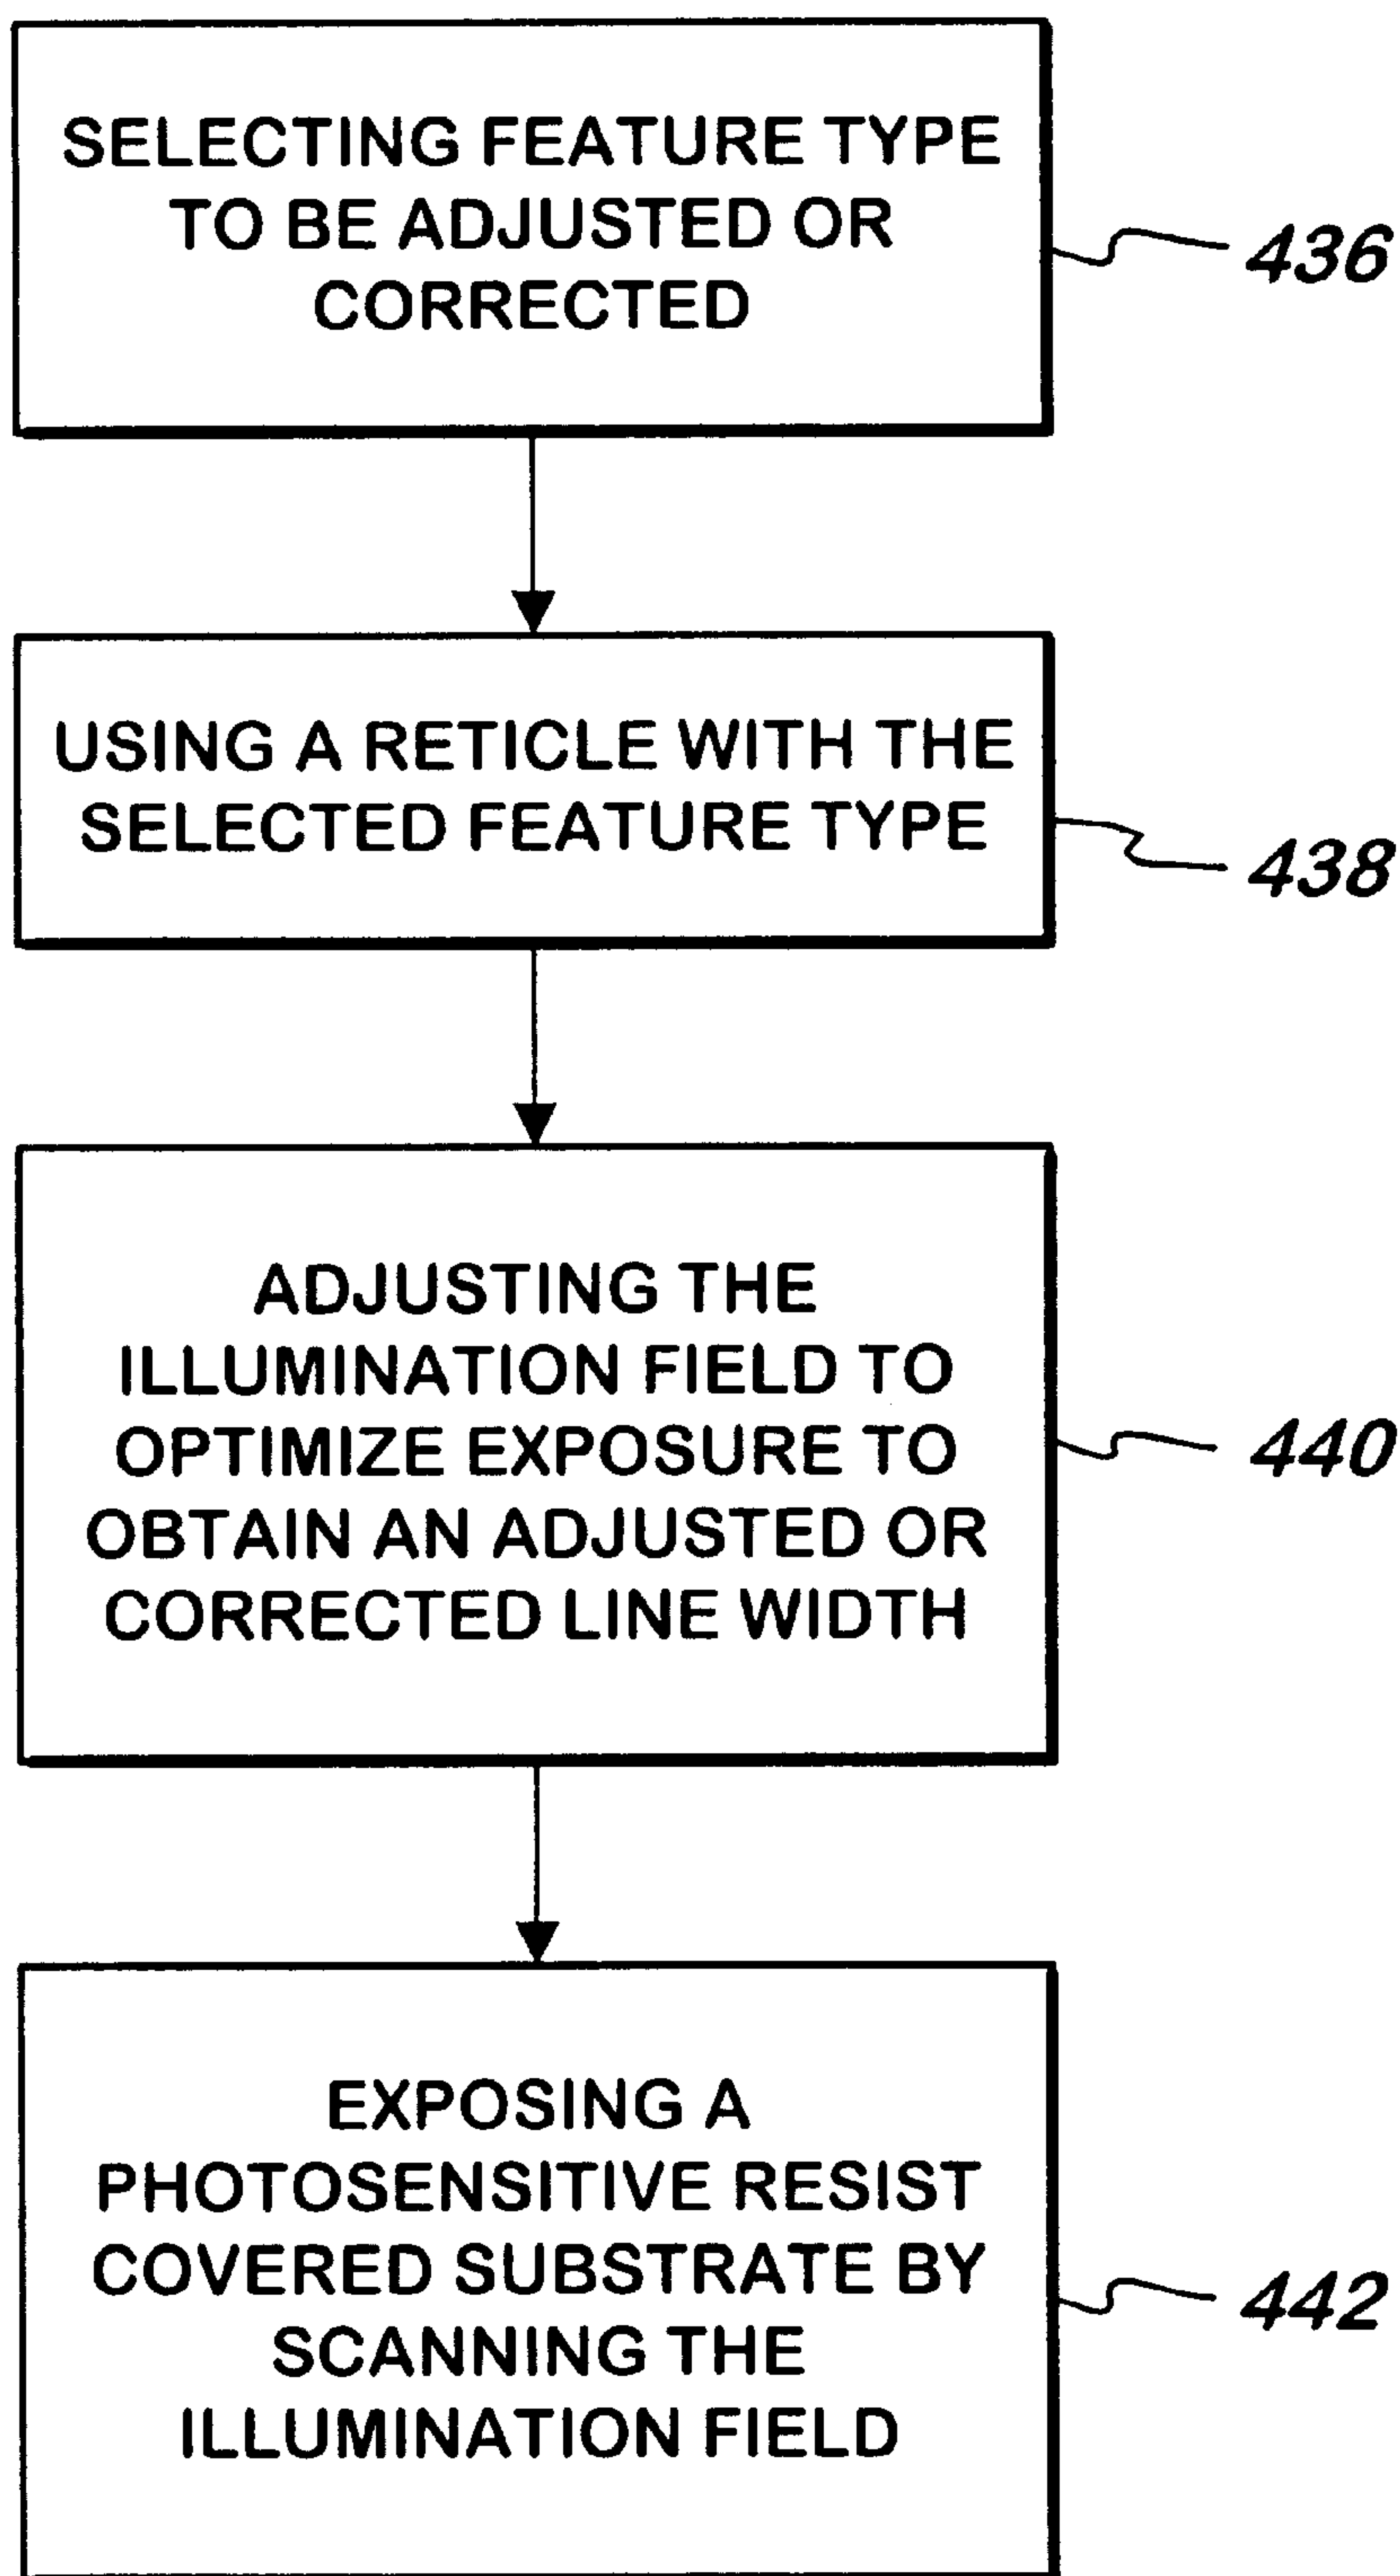 SELECTING FEATURE TYPE
TO BE ADJUSTED OR
CORRECTED
436
USING A RETICLE WITH THE
SELECTED FEATURE TYPE
438
ADJUSTING THE
ILLUMINATION FIELD TO
OPTIMIZE EXPOSURE TO
OBTAIN AN ADJUSTED OR
CORRECTED LINE WIDTH
440
EXPOSING A
PHOTOSENSITIVE RESIST
COVERED SUBSTRATE BY
SCANNING THE
ILLUMINATION FIELD
442